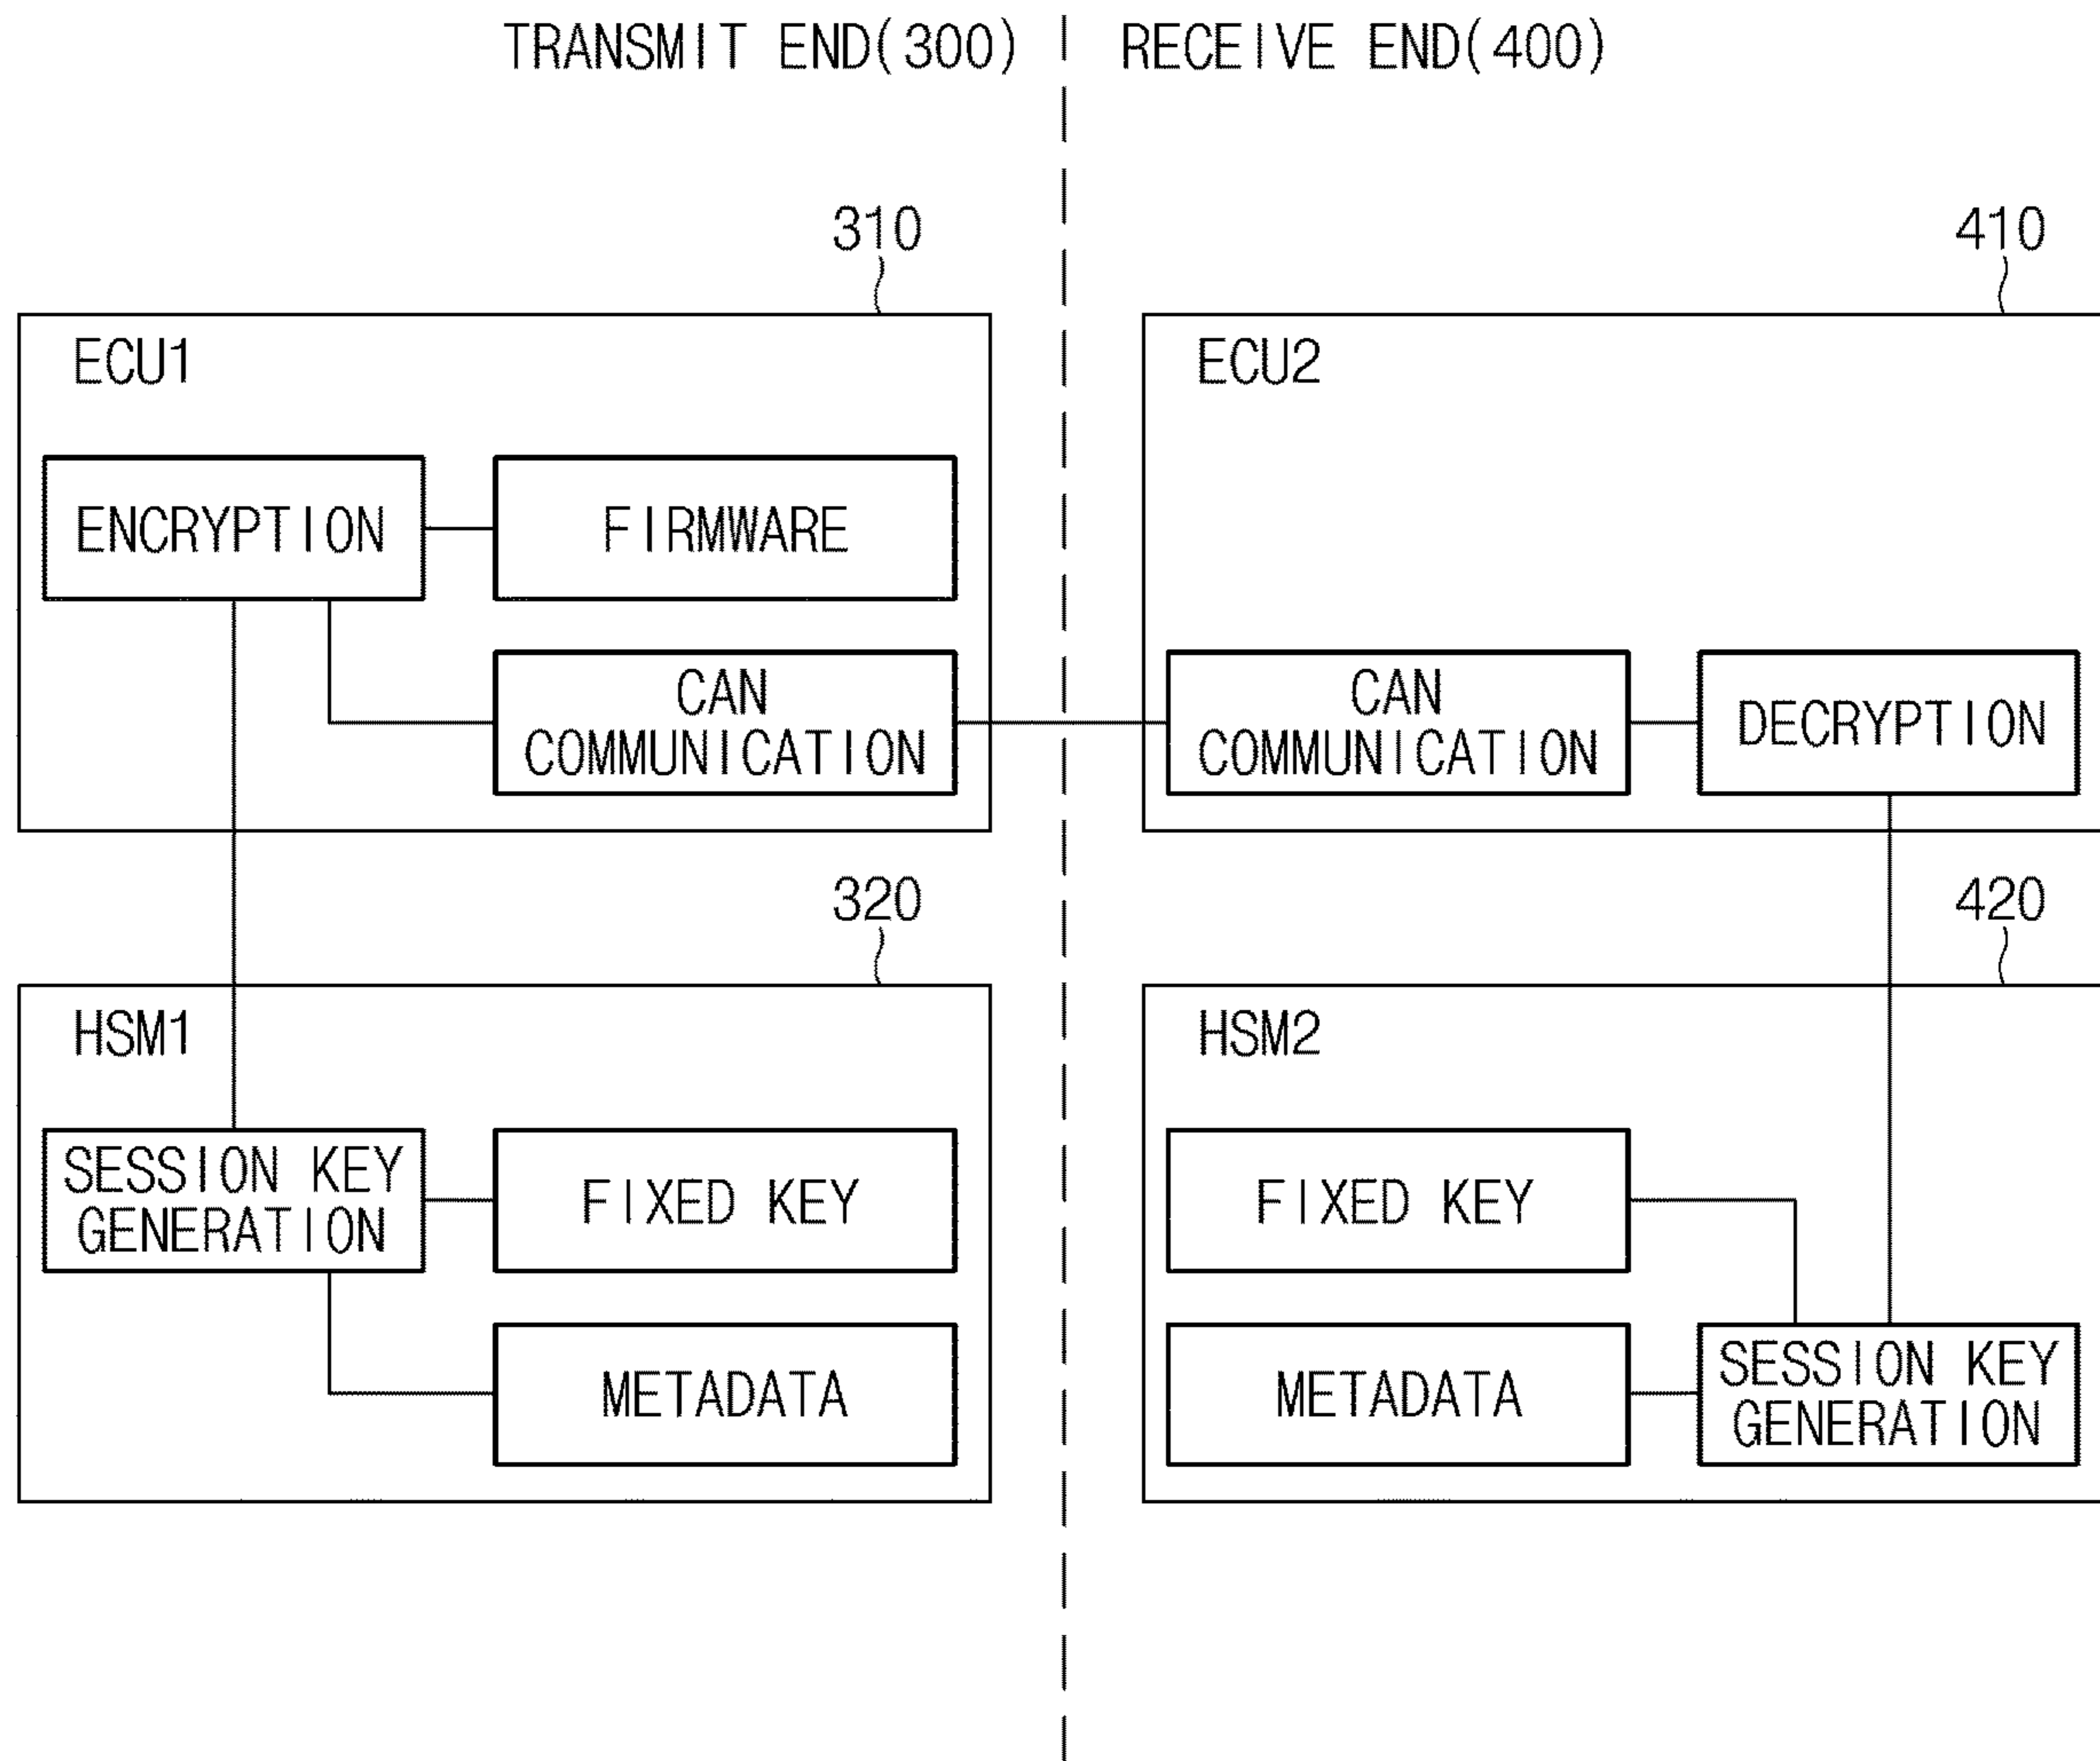 TRANSMIT END(300)
RECEIVE END(400)
310
ECU1
ENCRYPTION
FIRMWARE
CAN
COMMUNICATION
410
ECU2
CAN
COMMUNICATION
DECRYPTION
320
HSM1
SESSION KEY
GENERATION
FIXED KEY
METADATA
420
HSM2
FIXED KEY
METADATA
SESSION KEY
GENERATION